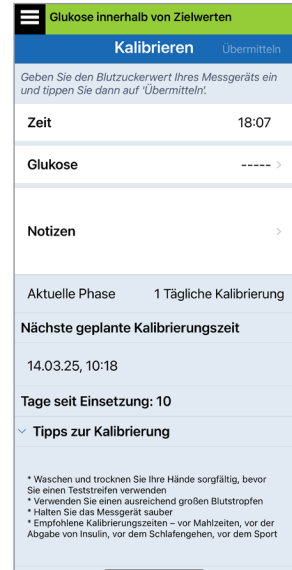 Glukose innerhalb von Zielwerten
Kalibrieren Übermitteln
Geben Sie den Blutzuckerwert Ihres Messgeräts ein
und tippen Sie dann auf 'Übermitteln'.
Zeit 18:07
Glukose -----
Notizen
Aktuelle Phase 1 Tägliche Kalibrierung
Nächste geplante Kalibrierungszeit
14.03.25, 10:18
Tage seit Einsetzung: 10
Tipps zur Kalibrierung
* Waschen und trocknen Sie Ihre Hände sorgfältig, bevor
Sie einen Teststreifen verwenden
* Verwenden Sie einen ausreichend großen Blutstropfen
* Halten Sie das Messgerät sauber
* Empfohlene Kalibrierungszeiten – vor Mahlzeiten, vor der
Abgabe von Insulin, vor dem Schlafengehen, vor dem Sport